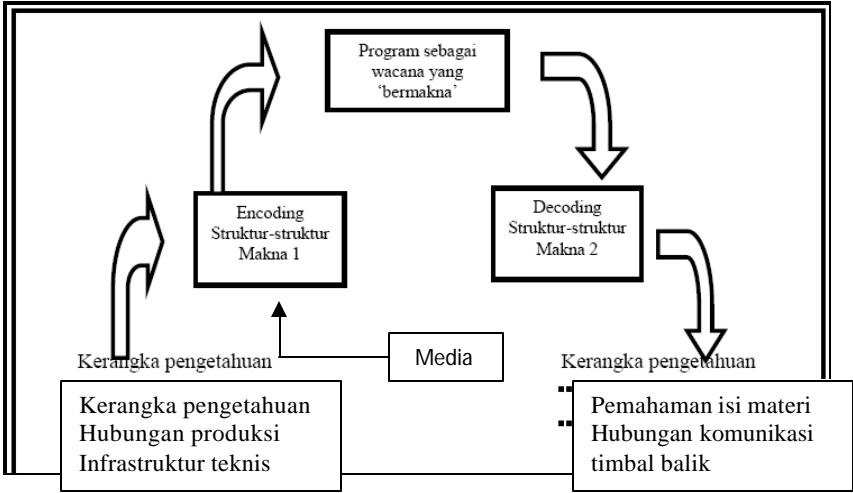 Program sebagai
wacana yang
‘bermakna’
Encoding
Struktur-struktur
Makna 1
Decoding
Struktur-struktur
Makna 2
Media
Kerangka pengetahuan
Kerangka pengetahuan
Kerangka pengetahuan
Hubungan produksi
Infrastruktur teknis
Pemahaman isi materi
Hubungan komunikasi
timbal balik